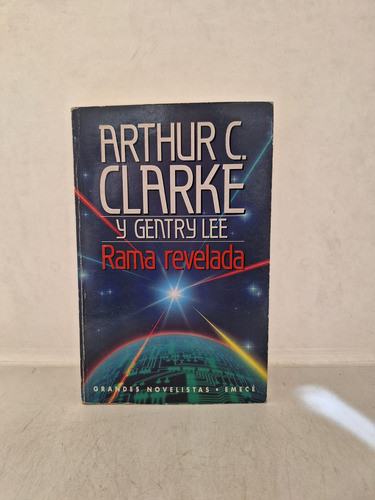 ARTHUR C.
CLARKE
y GENTRY LEE
Rama revelada
GRANDES NOVELISTAS • EMECÉ